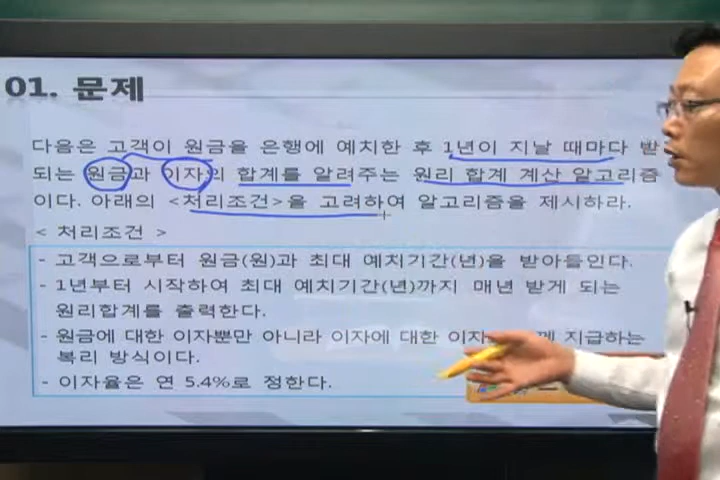 01. 문제
다음은 고객이 원금을 은행에 예치한 후 1년이 지날 때마다 받
되는 원금과 이자의 합계를 알려주는 원리 합계 계산 알고리즘
이다. 아래의 <처리조건>을 고려하여 알고리즘을 제시하라.
< 처리조건 >
- 고객으로부터 원금(원)과 최대 예치기간(년)을 받아들인다.
- 1년부터 시작하여 최대 예치기간(년)까지 매년 받게 되는
원리합계를 출력한다.
- 원금에 대한 이자뿐만 아니라 이자에 대한 지급하는
복리 방식이다.
- 이자율은 연 5.4%로 정한다.